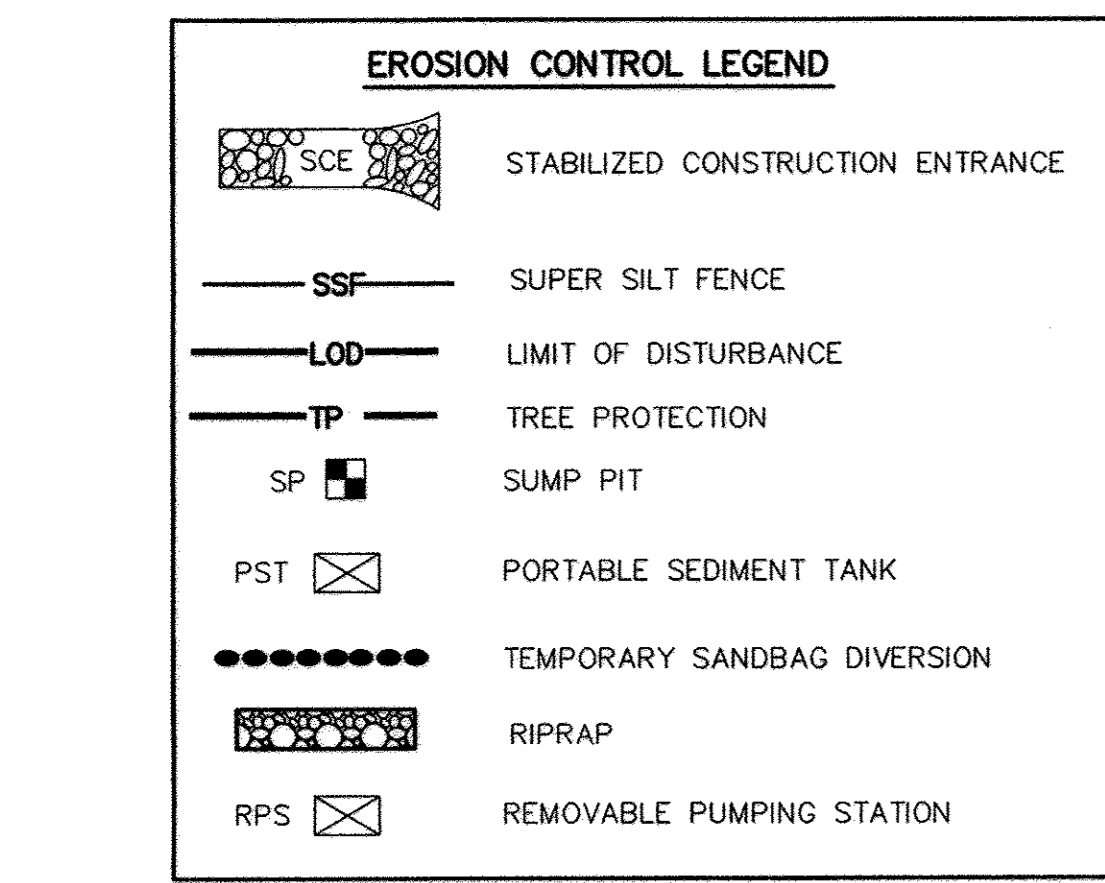 EROSION CONTROL LEGEND
SCE STABILIZED CONSTRUCTION ENTRANCE
SSF SUPER SILT FENCE
LOD LIMIT OF DISTURBANCE
TP TREE PROTECTION
SP SUMP PIT
PST PORTABLE SEDIMENT TANK
TEMPORARY SANDBAG DIVERSION
RIPRAP
RPS REMOVABLE PUMPING STATION